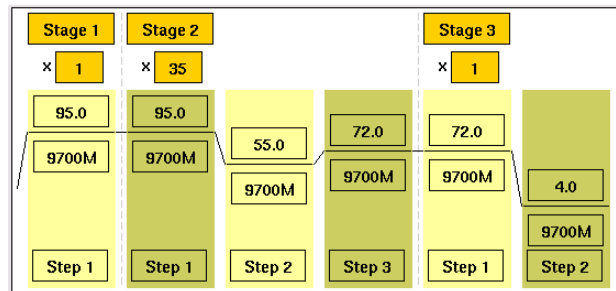 Stage 1 Stage 2 Stage 3
x 1 x 35 x 1
95.0 95.0 55.0 72.0 72.0 4.0
9700M 9700M 9700M 9700M 9700M 9700M
Step 1 Step 1 Step 2 Step 3 Step 1 Step 2